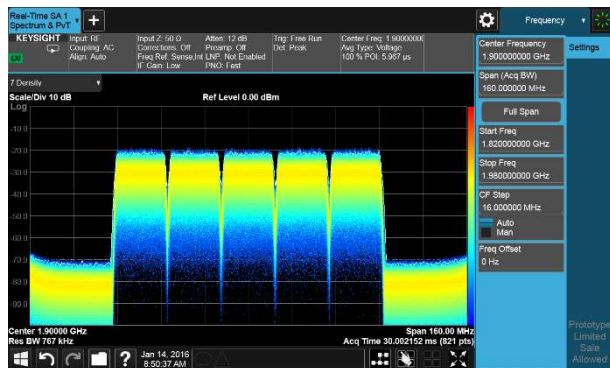 Real-Time SA 1
Spectrum & PvT
Frequency
KEYSIGHT
Input: RF
Coupling: AC
Align: Auto
Input Z: 50 Ω
Corrections: Off
Freq Ref: Sense,Int
IF Gain: Low
Atten: 12 dB
Preamp: Off
LNP: Not Enabled
PNO: Fast
Trig: Free Run
Det: Peak
Center Freq: 1.9000000
Avg Type: Voltage
100 % POI: 5.967 µs
Center Frequency
1.900000000 GHz
Settings
Span (Acq BW)
160.000000 MHz
Full Span
Start Freq
1.820000000 GHz
Stop Freq
1.980000000 GHz
CF Step
16.000000 MHz
Auto
Man
Freq Offset
0 Hz
7 Density
Scale/Div 10 dB
Ref Level 0.00 dBm
Log
-10.0
-20.0
-30.0
-40.0
-50.0
-60.0
-70.0
-80.0
-90.0
Center 1.90000 GHz
Res BW 767 kHz
Span 160.00 MHz
Acq Time 30.002152 ms (821 pts)
Prototype
Limited
Sale
Allowed
?
Jan 14, 2016
8:50:37 AM